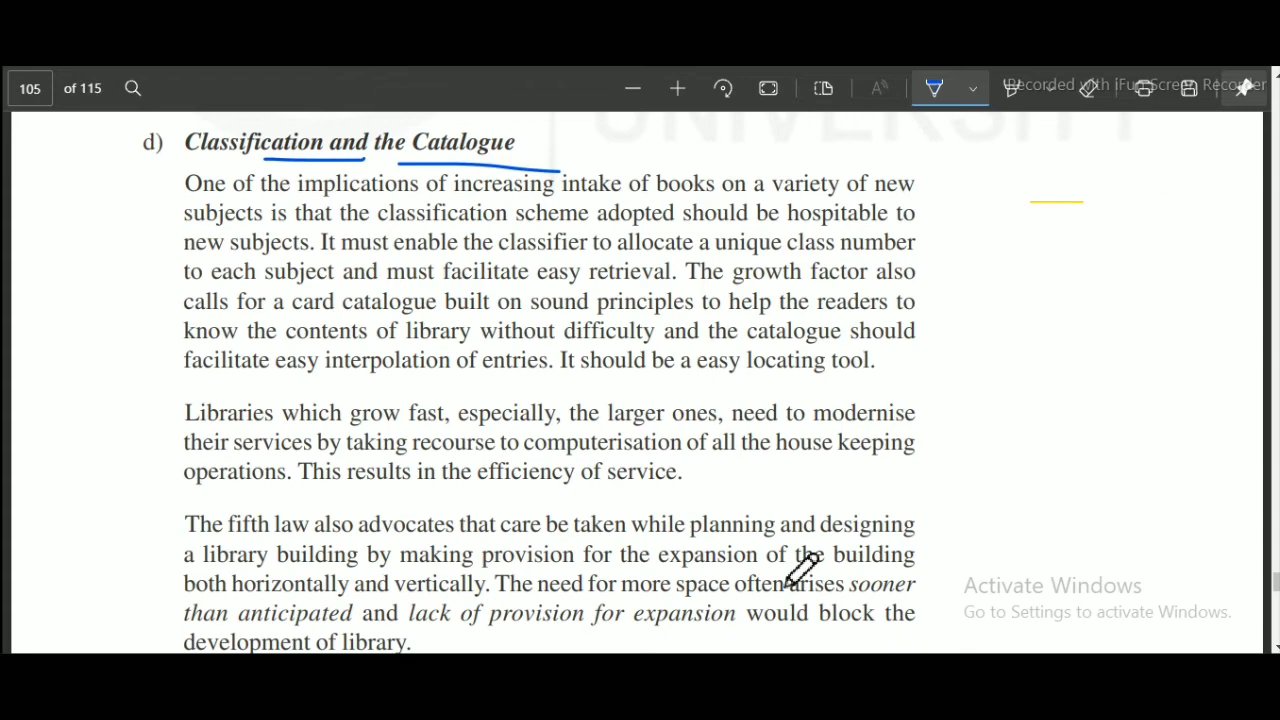 105 of 115
Recorded with iFun Screen Recorder
UNIVERSITY
d) Classification and the Catalogue
One of the implications of increasing intake of books on a variety of new
subjects is that the classification scheme adopted should be hospitable to
new subjects. It must enable the classifier to allocate a unique class number
to each subject and must facilitate easy retrieval. The growth factor also
calls for a card catalogue built on sound principles to help the readers to
know the contents of library without difficulty and the catalogue should
facilitate easy interpolation of entries. It should be a easy locating tool.
Libraries which grow fast, especially, the larger ones, need to modernise
their services by taking recourse to computerisation of all the house keeping
operations. This results in the efficiency of service.
The fifth law also advocates that care be taken while planning and designing
a library building by making provision for the expansion of the building
both horizontally and vertically. The need for more space often arises sooner
than anticipated and lack of provision for expansion would block the
development of library.
Activate Windows
Go to Settings to activate Windows.